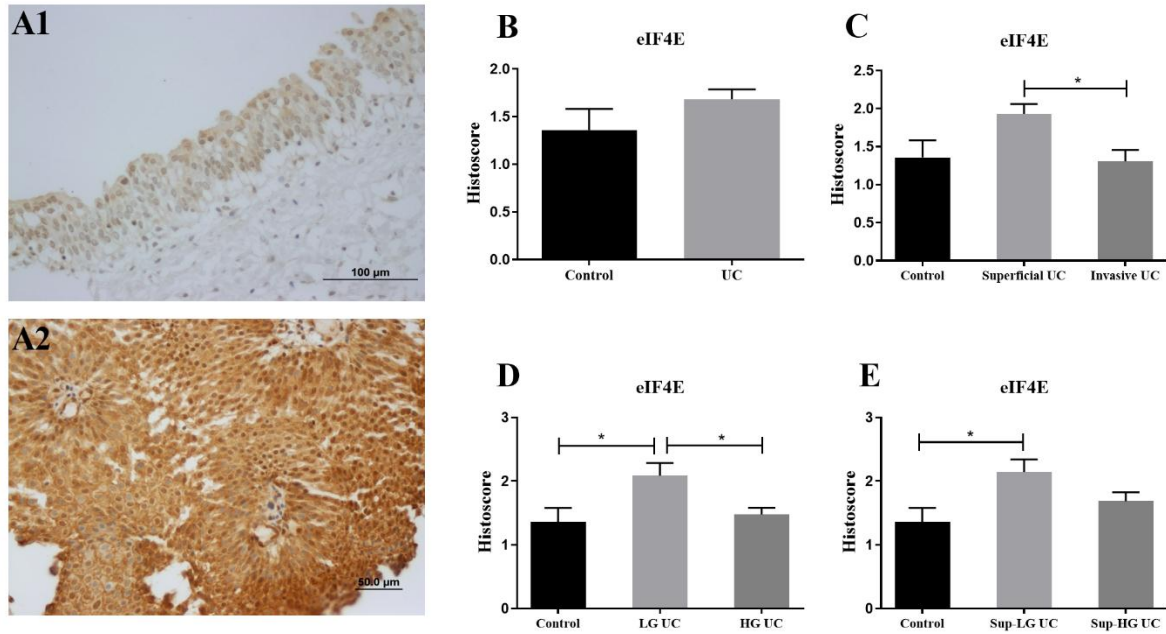 A1
100 µm
A2
50.0 µm
B
eIF4E
Histoscore
2.0
1.5
1.0
0.5
0.0
Control UC
C
eIF4E
Histoscore
2.5
2.0
1.5
1.0
0.5
0.0
*
Control Superficial UC Invasive UC
D
eIF4E
Histoscore
3
2
1
0
* *
Control LG UC HG UC
E
eIF4E
Histoscore
3
2
1
0
*
Control Sup-LG UC Sup-HG UC